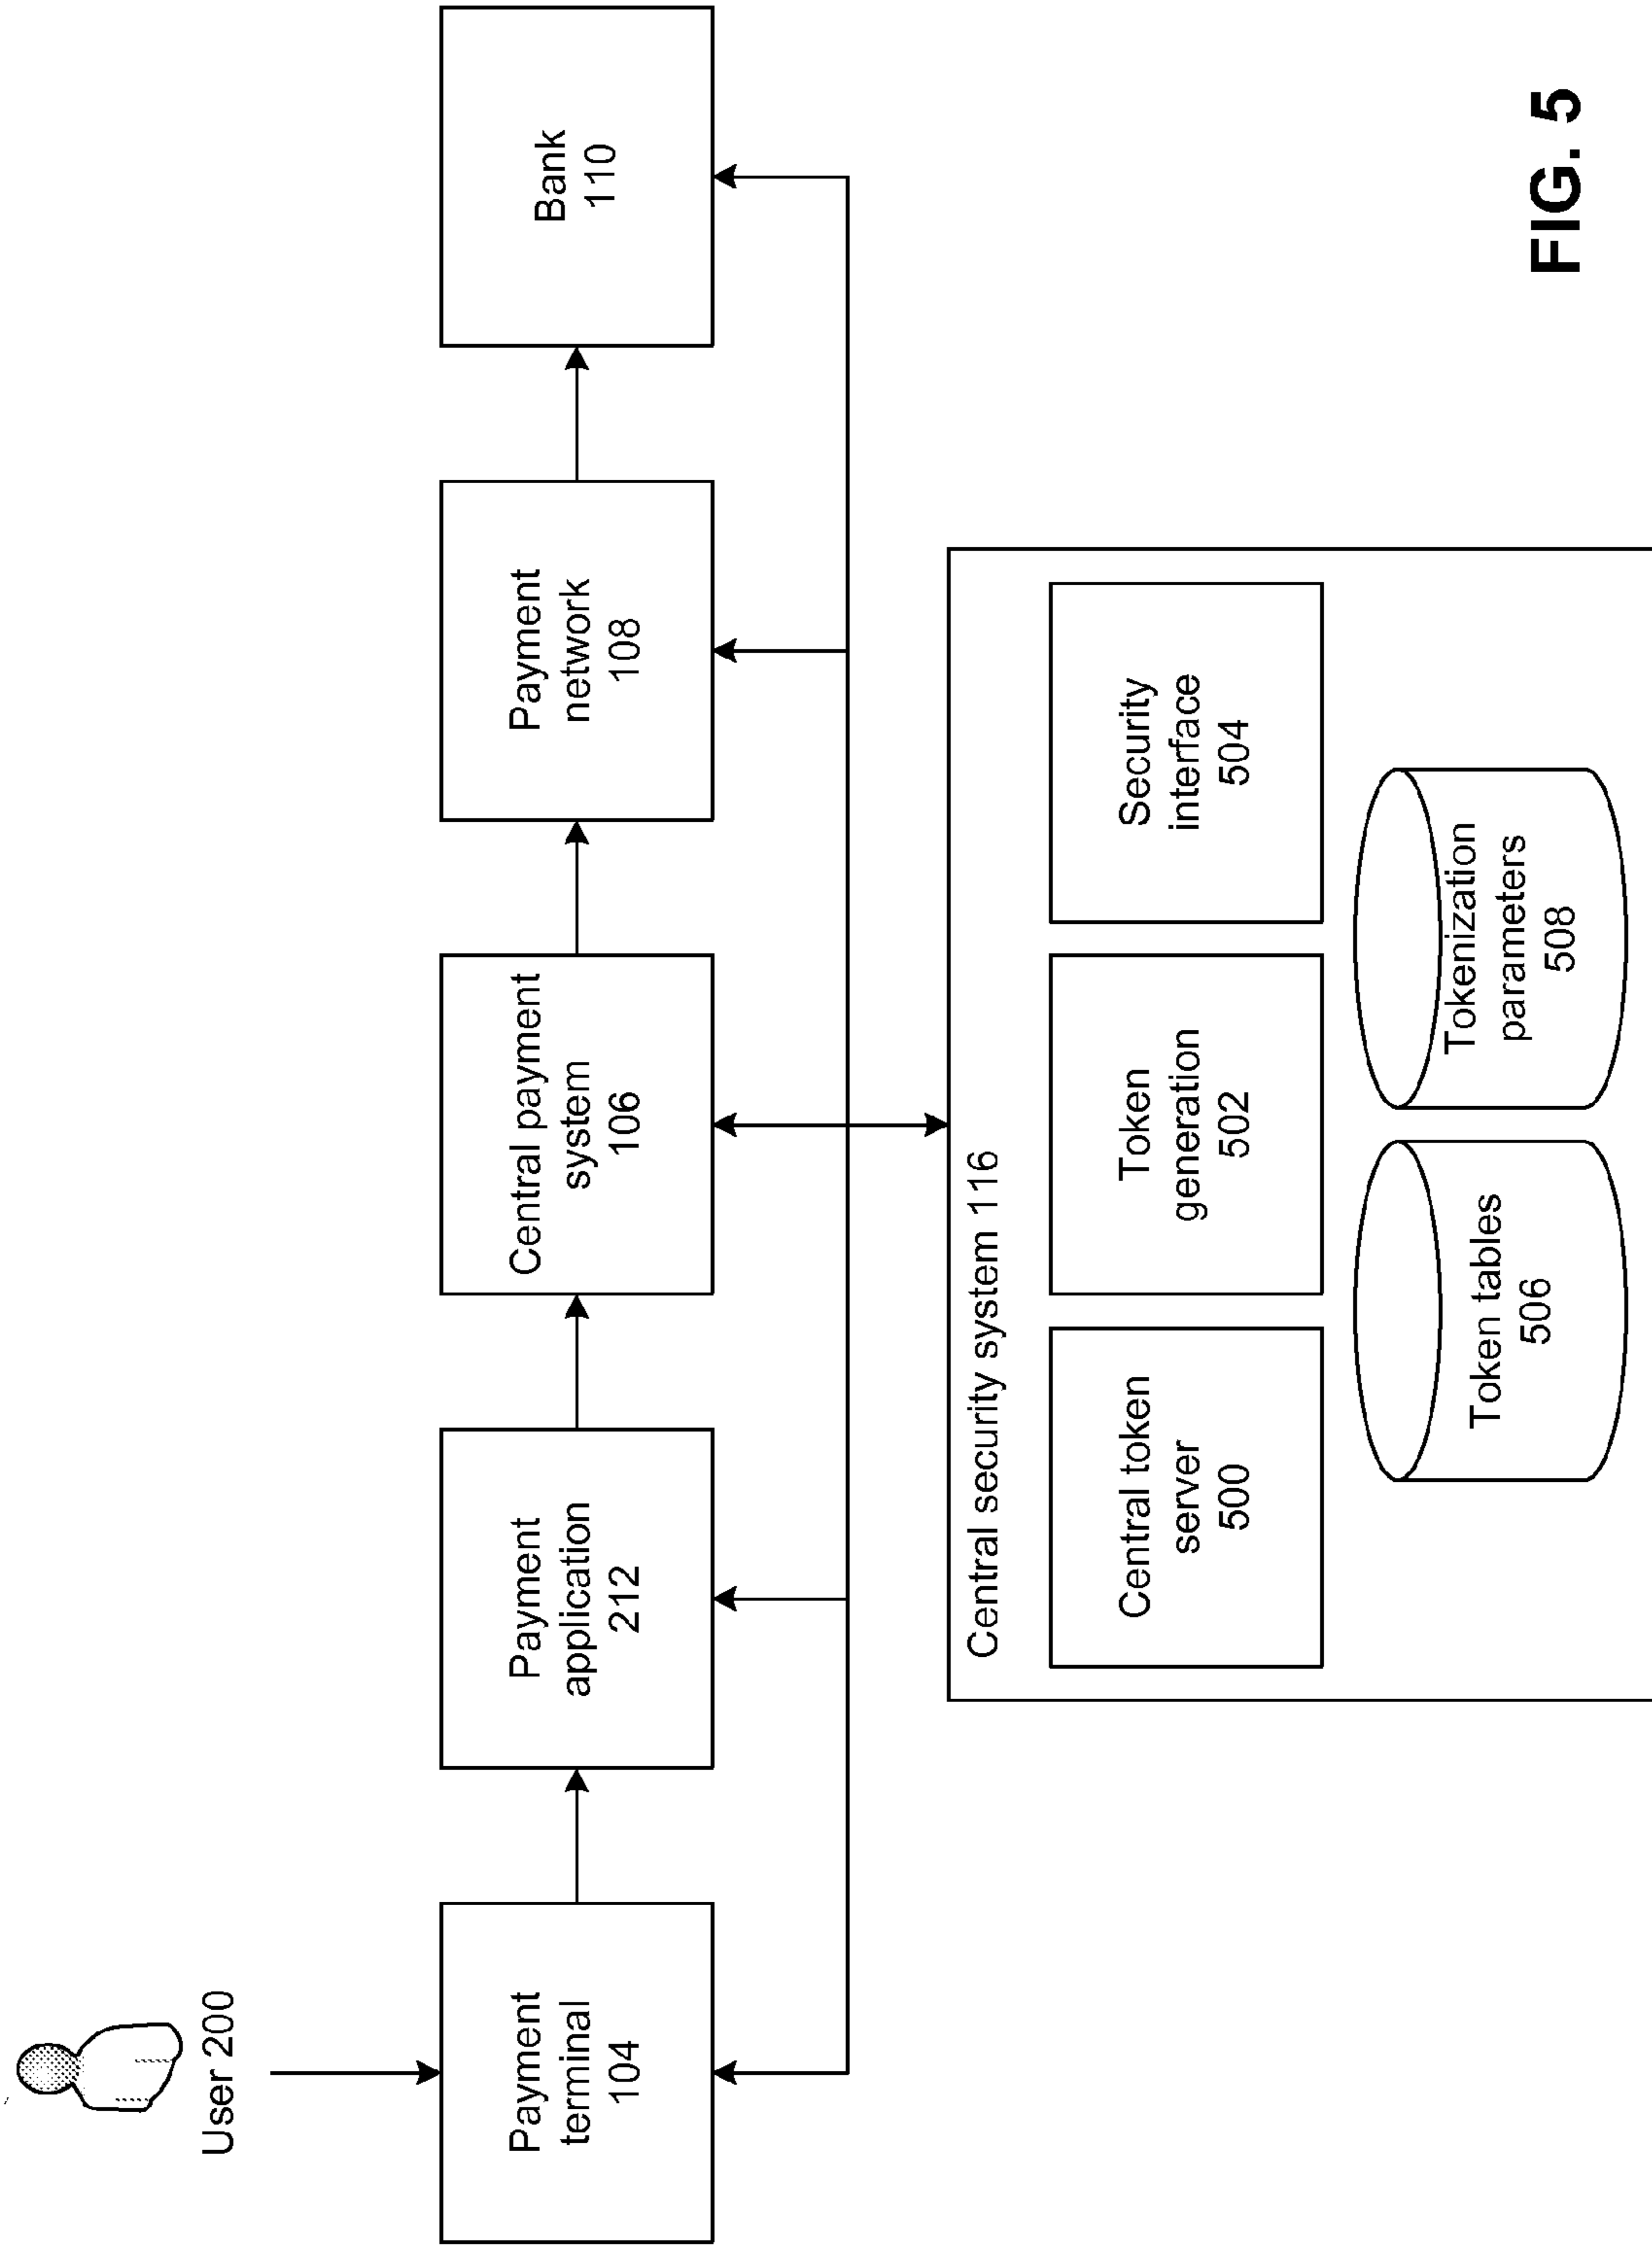 User 200
Payment
terminal
104
Payment
application
212
Central payment
system
106
Payment
network
108
Bank
110
Central security system 116
Central token
server
500
Token
generation
502
Security
interface
504
Token tables
506
Tokenization
parameters
508
FIG. 5